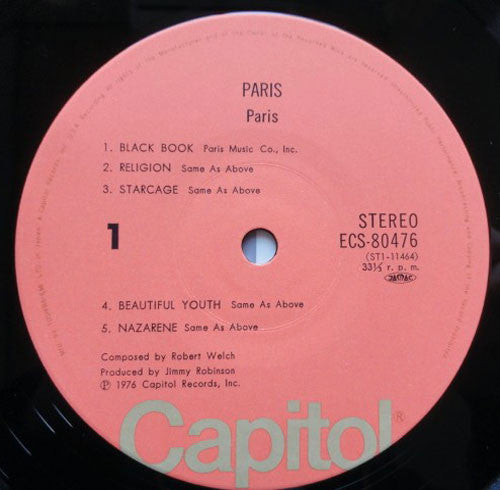 PARIS
Paris
1. BLACK BOOK Paris Music Co., Inc.
2. RELIGION Same As Above
3. STARCAGE Same As Above
1
STEREO
ECS-80476
(ST1-11464)
33⅓ r. p. m.
4. BEAUTIFUL YOUTH Same As Above
5. NAZARENE Same As Above
Composed by Robert Welch
Produced by Jimmy Robinson
Ⓟ 1976 Capitol Records, Inc.
Capitol®